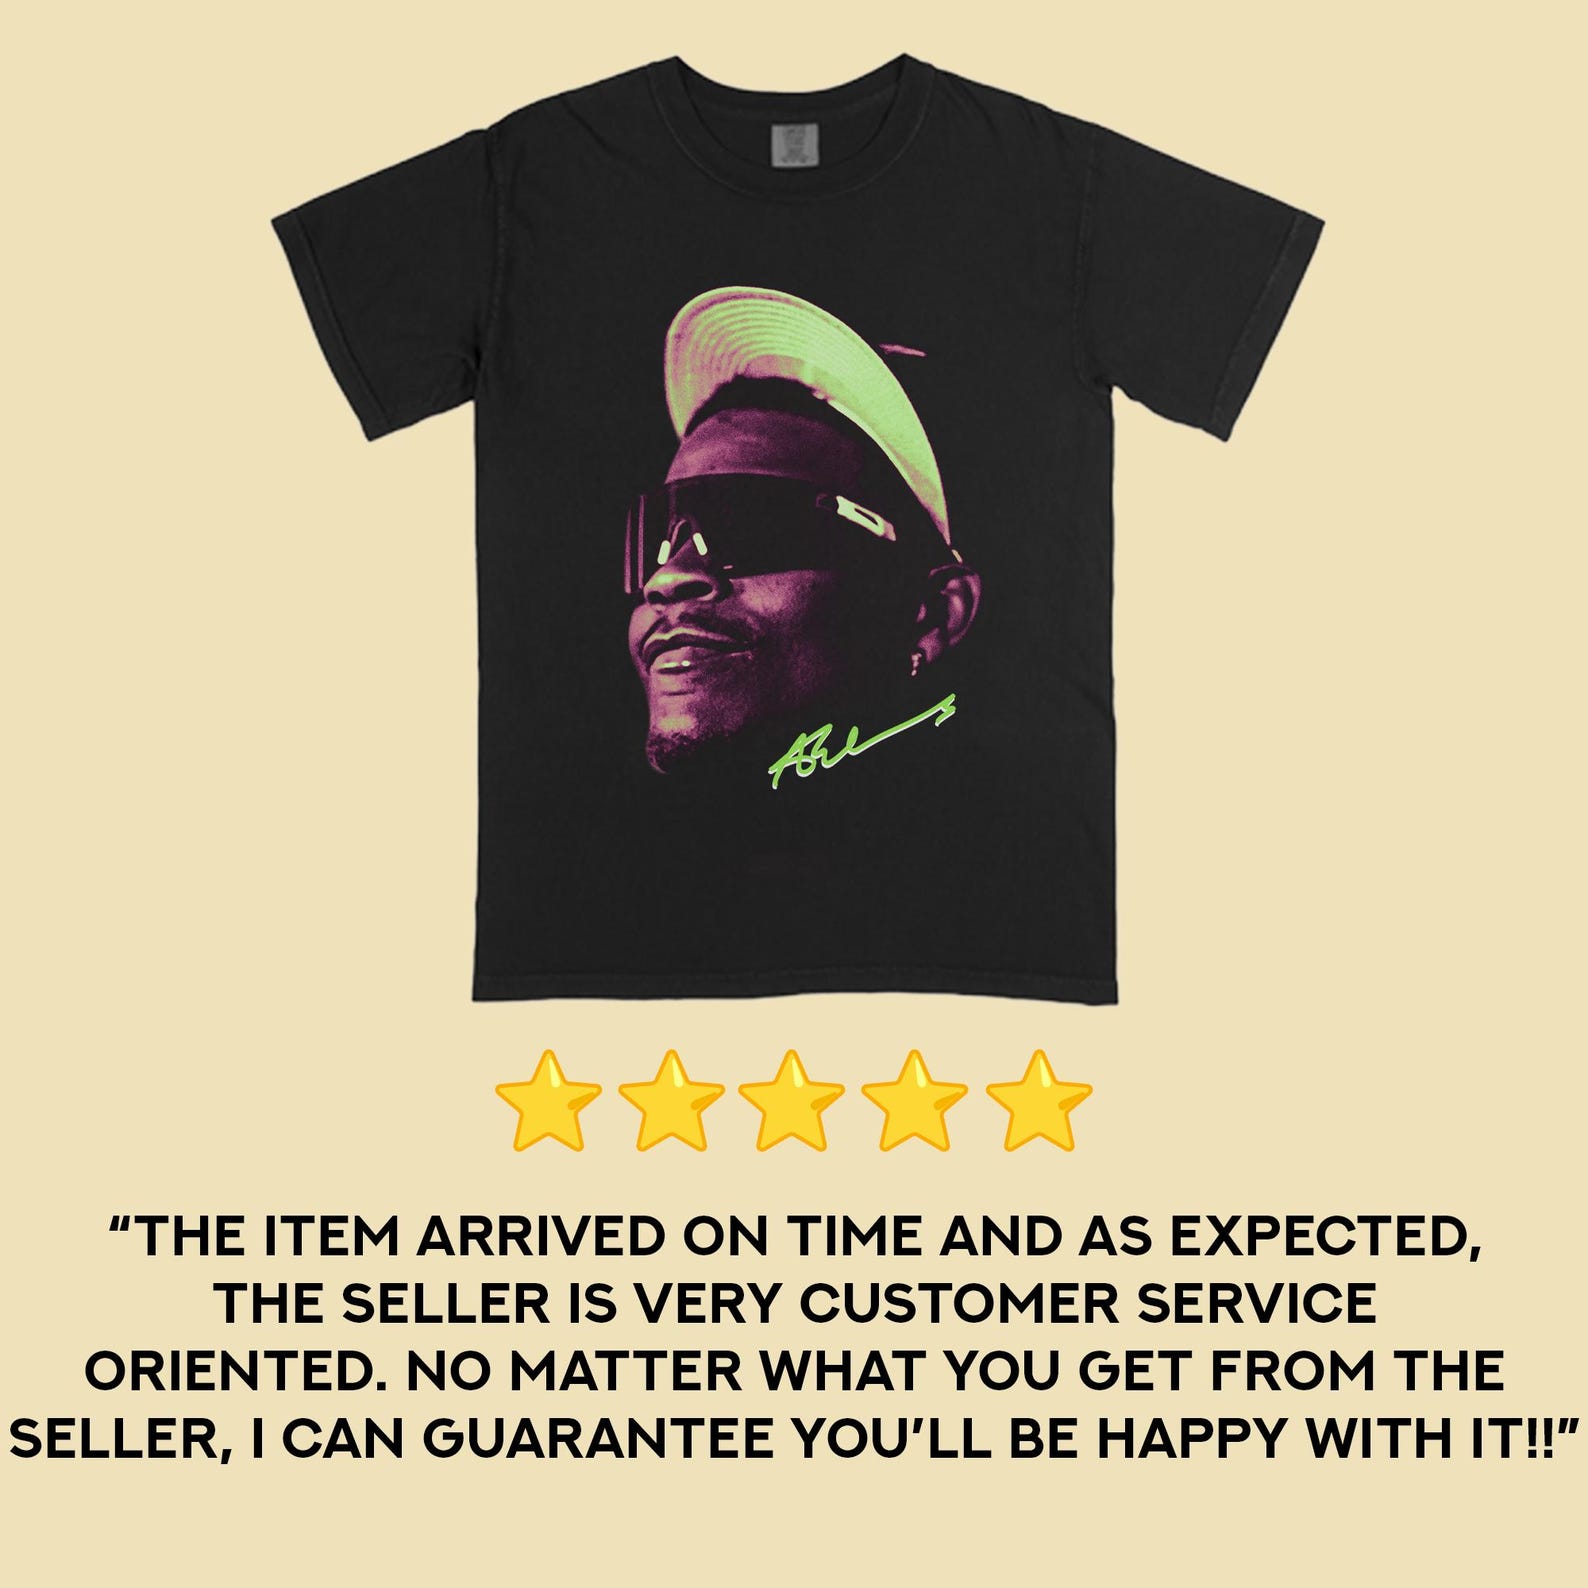 “THE ITEM ARRIVED ON TIME AND AS EXPECTED,
THE SELLER IS VERY CUSTOMER SERVICE
ORIENTED. NO MATTER WHAT YOU GET FROM THE
SELLER, I CAN GUARANTEE YOU’LL BE HAPPY WITH IT!!”